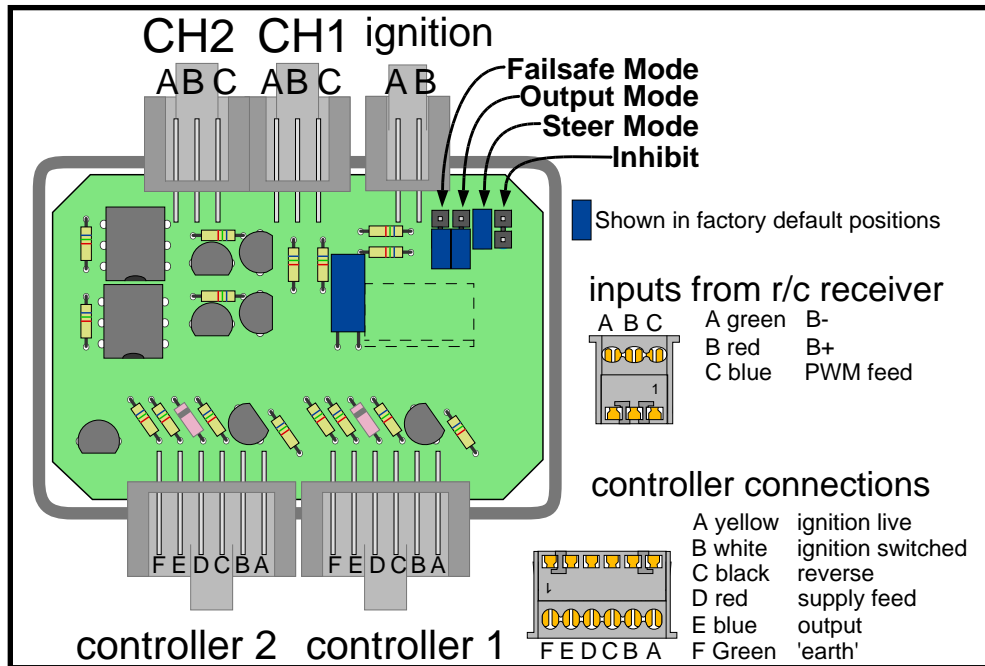 CH2 CH1 ignition
A B C A B C A B
Failsafe Mode
Output Mode
Steer Mode
Inhibit
Shown in factory default positions
inputs from r/c receiver
A B C
A green B-
B red B+
C blue PWM feed
1
controller connections
A yellow ignition live
B white ignition switched
C black reverse
D red supply feed
E blue output
F Green 'earth'
1
F E D C B A
F E D C B A F E D C B A
controller 2 controller 1